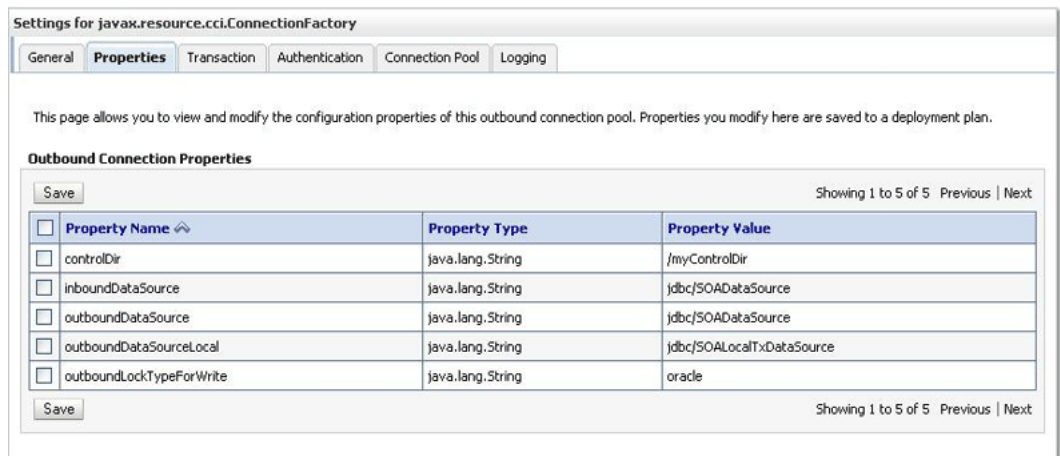 Settings for javax.resource.cci.ConnectionFactory
General Properties Transaction Authentication Connection Pool Logging
This page allows you to view and modify the configuration properties of this outbound connection pool. Properties you modify here are saved to a deployment plan.
Outbound Connection Properties
Save Showing 1 to 5 of 5 Previous | Next
Property Name Property Type Property Value
controlDir java.lang.String /myControlDir
inboundDataSource java.lang.String jdbc/SOADataSource
outboundDataSource java.lang.String jdbc/SOADataSource
outboundDataSourceLocal java.lang.String jdbc/SOALocalTxDataSource
outboundLockTypeForWrite java.lang.String oracle
Save Showing 1 to 5 of 5 Previous | Next